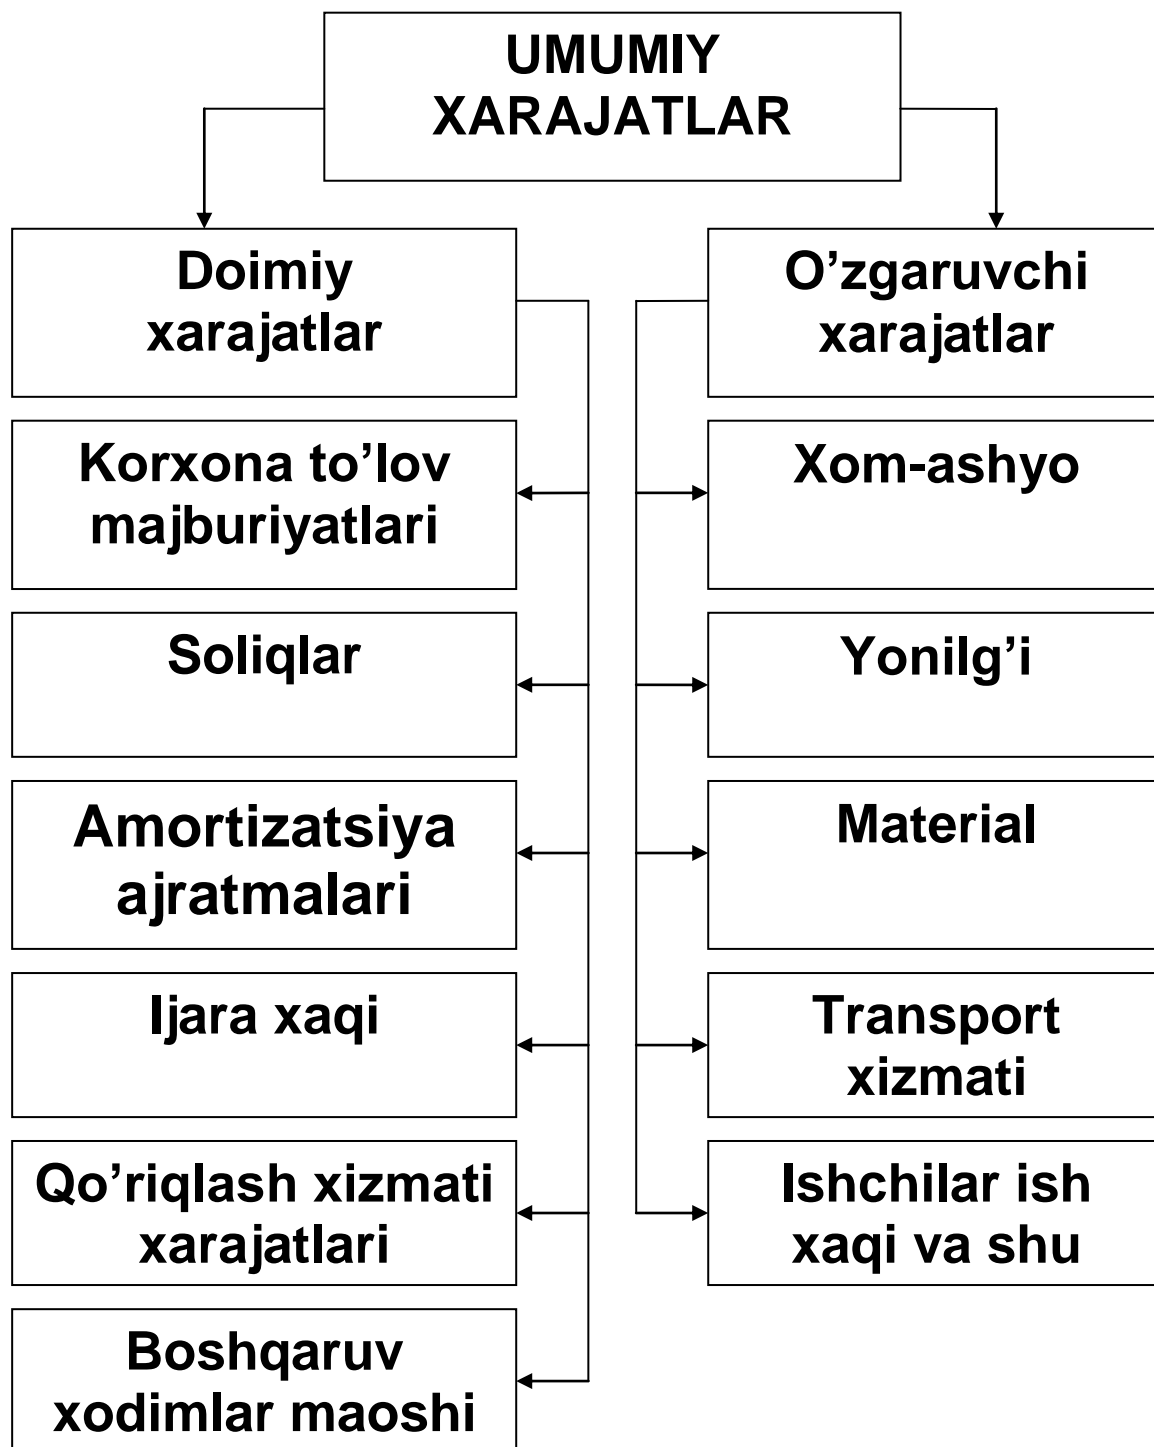 UMUMIY
XARAJATLAR
Doimiy
xarajatlar
O’zgaruvchi
xarajatlar
Korxona to’lov
majburiyatlari
Xom-ashyo
Soliqlar
Yonilg’i
Amortizatsiya
ajratmalari
Material
Ijara xaqi
Transport
xizmati
Qo’riqlash xizmati
xarajatlari
Ishchilar ish
xaqi va shu
Boshqaruv
xodimlar maoshi